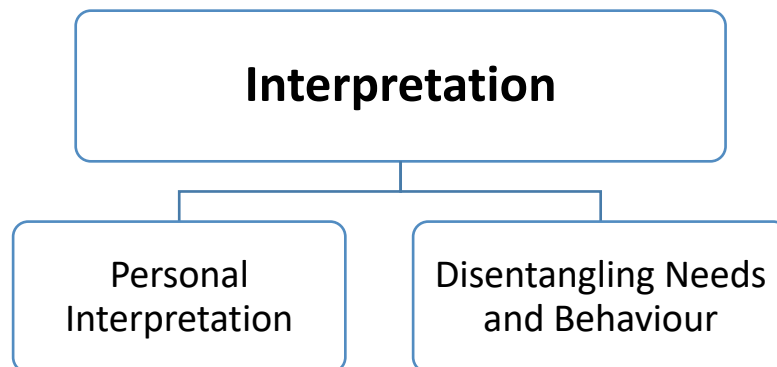 Interpretation
Personal
Interpretation
Disentangling Needs
and Behaviour